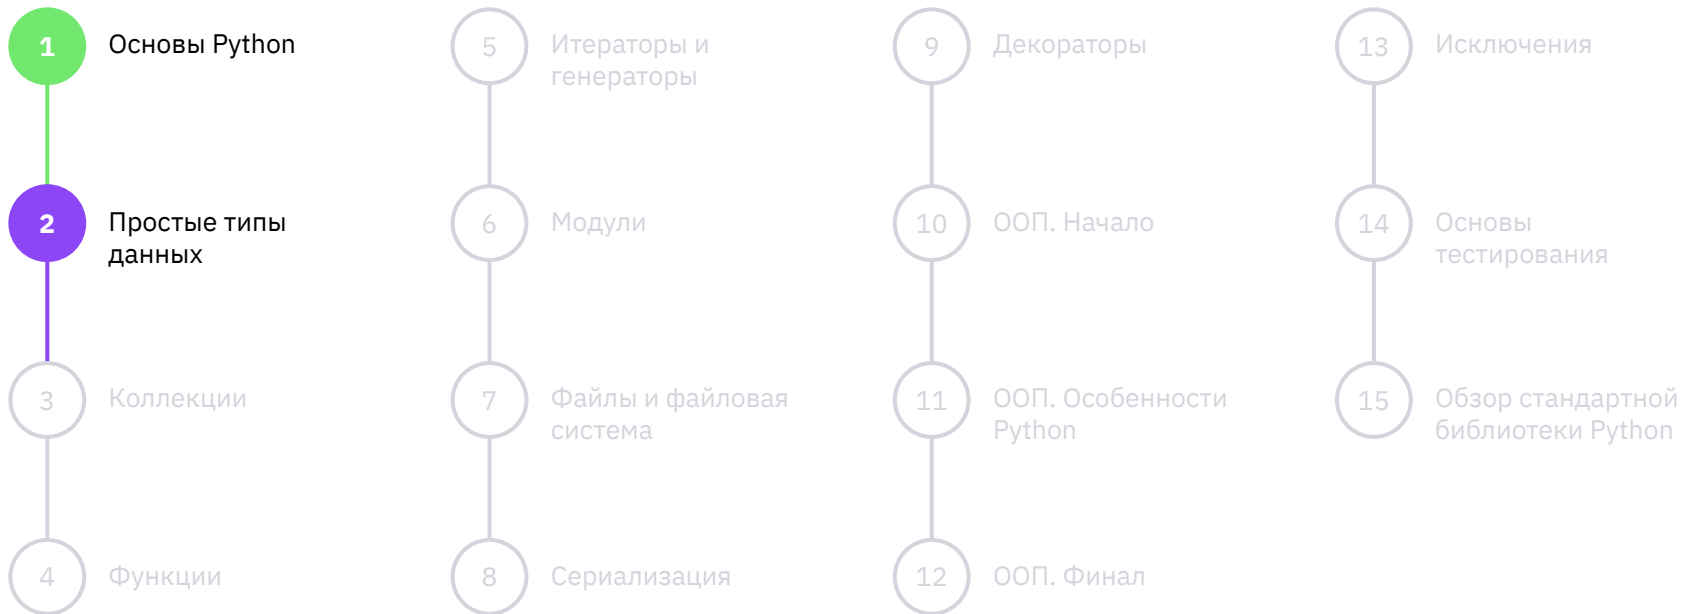 1
Основы Python
2
Простые типы
данных
3
Коллекции
4
Функции
5
Итераторы и
генераторы
6
Модули
7
Файлы и файловая
система
8
Сериализация
9
Декораторы
10
ООП. Начало
11
ООП. Особенности
Python
12
ООП. Финал
13
Исключения
14
Основы
тестирования
15
Обзор стандартной
библиотеки Python